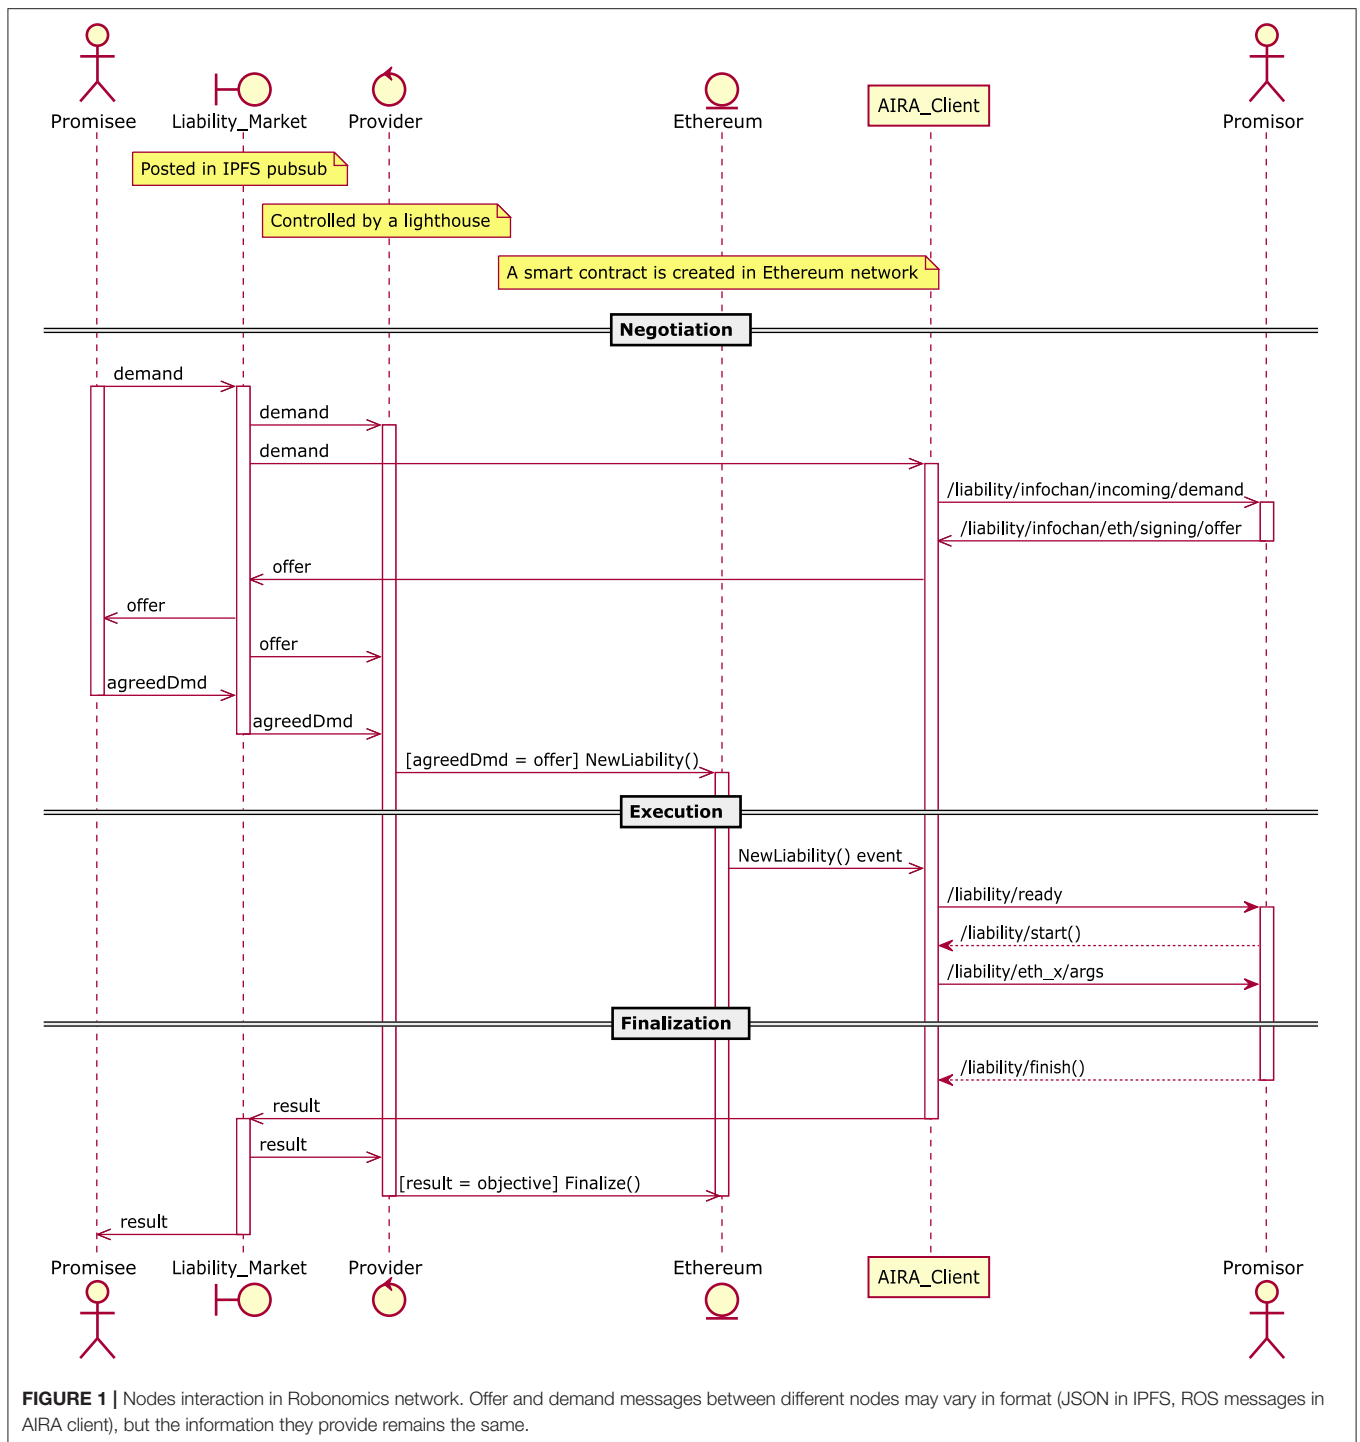 Promisee
Liability_Market
Provider
Ethereum
AIRA_Client
Promisor
Posted in IPFS pubsub
Controlled by a lighthouse
A smart contract is created in Ethereum network
Negotiation
demand
demand
demand
/liability/infochan/incoming/demand
/liability/infochan/eth/signing/offer
offer
offer
offer
agreedDmd
agreedDmd
[agreedDmd = offer] NewLiability()
Execution
NewLiability() event
/liability/ready
/liability/start()
/liability/eth_x/args
Finalization
/liability/finish()
result
result
[result = objective] Finalize()
result
Promisee
Liability_Market
Provider
Ethereum
AIRA_Client
Promisor
FIGURE 1 | Nodes interaction in Robonomics network. Offer and demand messages between different nodes may vary in format (JSON in IPFS, ROS messages in
AIRA client), but the information they provide remains the same.